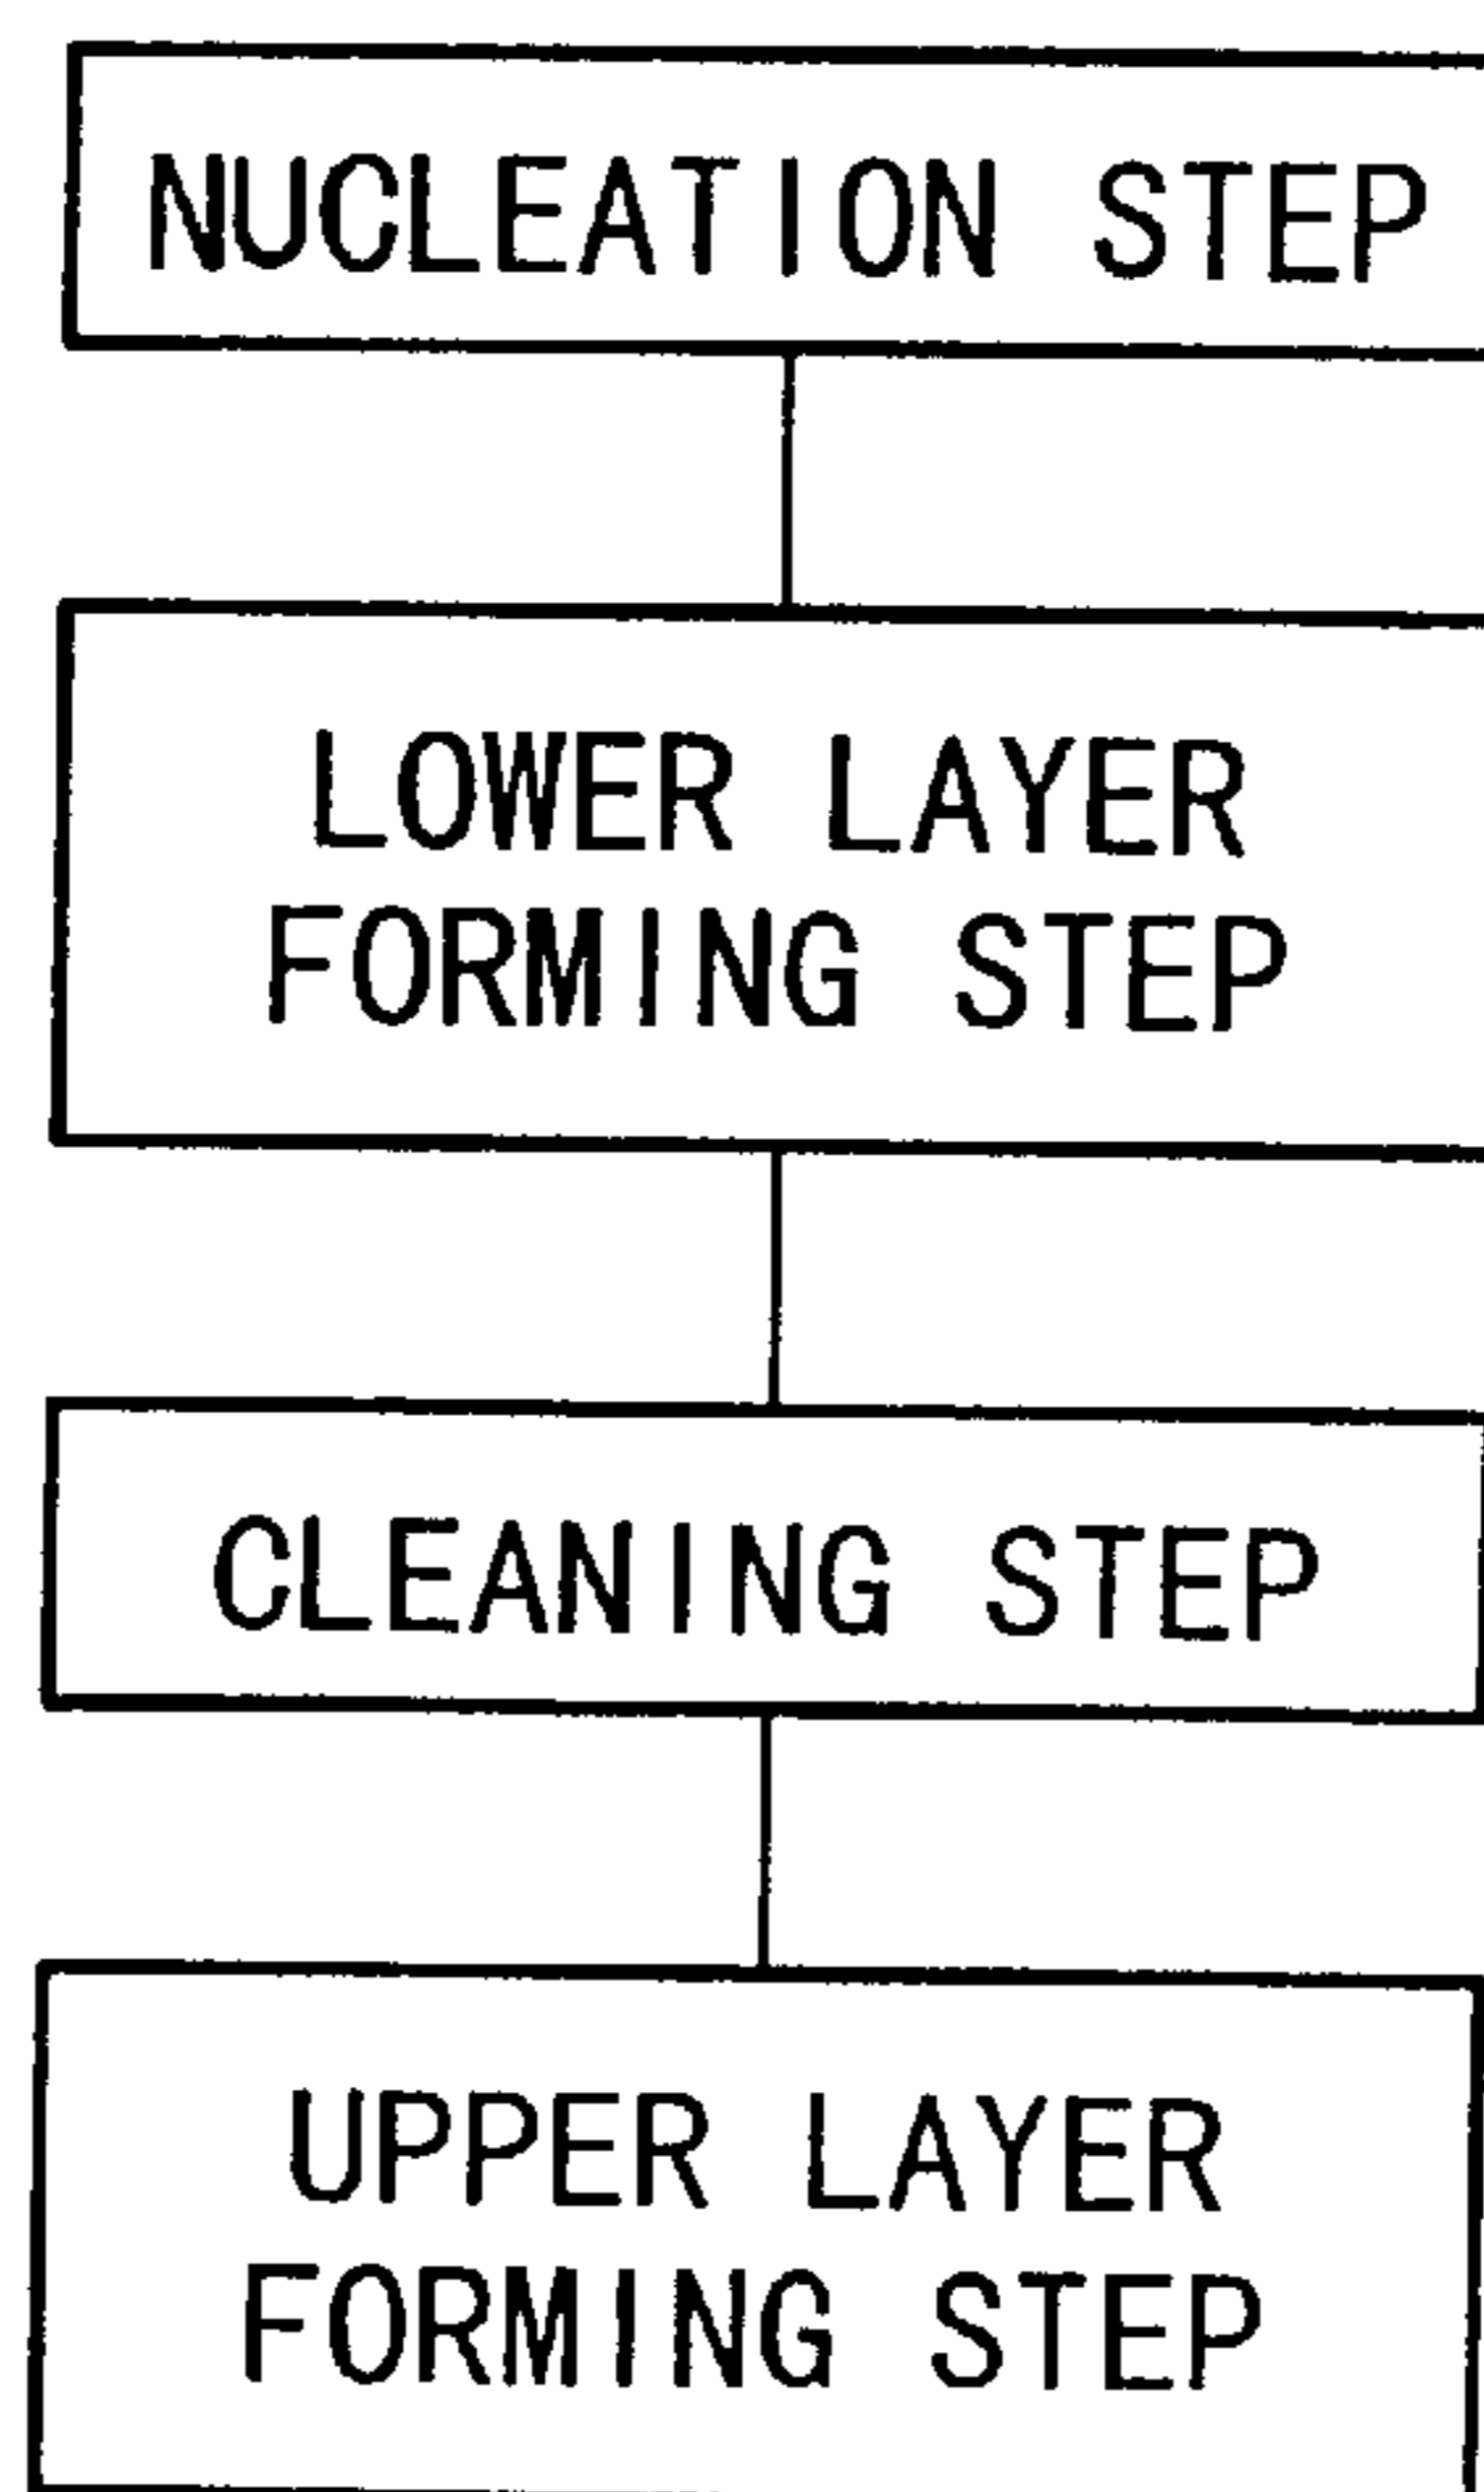 NUCLEATION STEP
LOWER LAYER
FORMING STEP
CLEANING STEP
UPPER LAYER
FORMING STEP